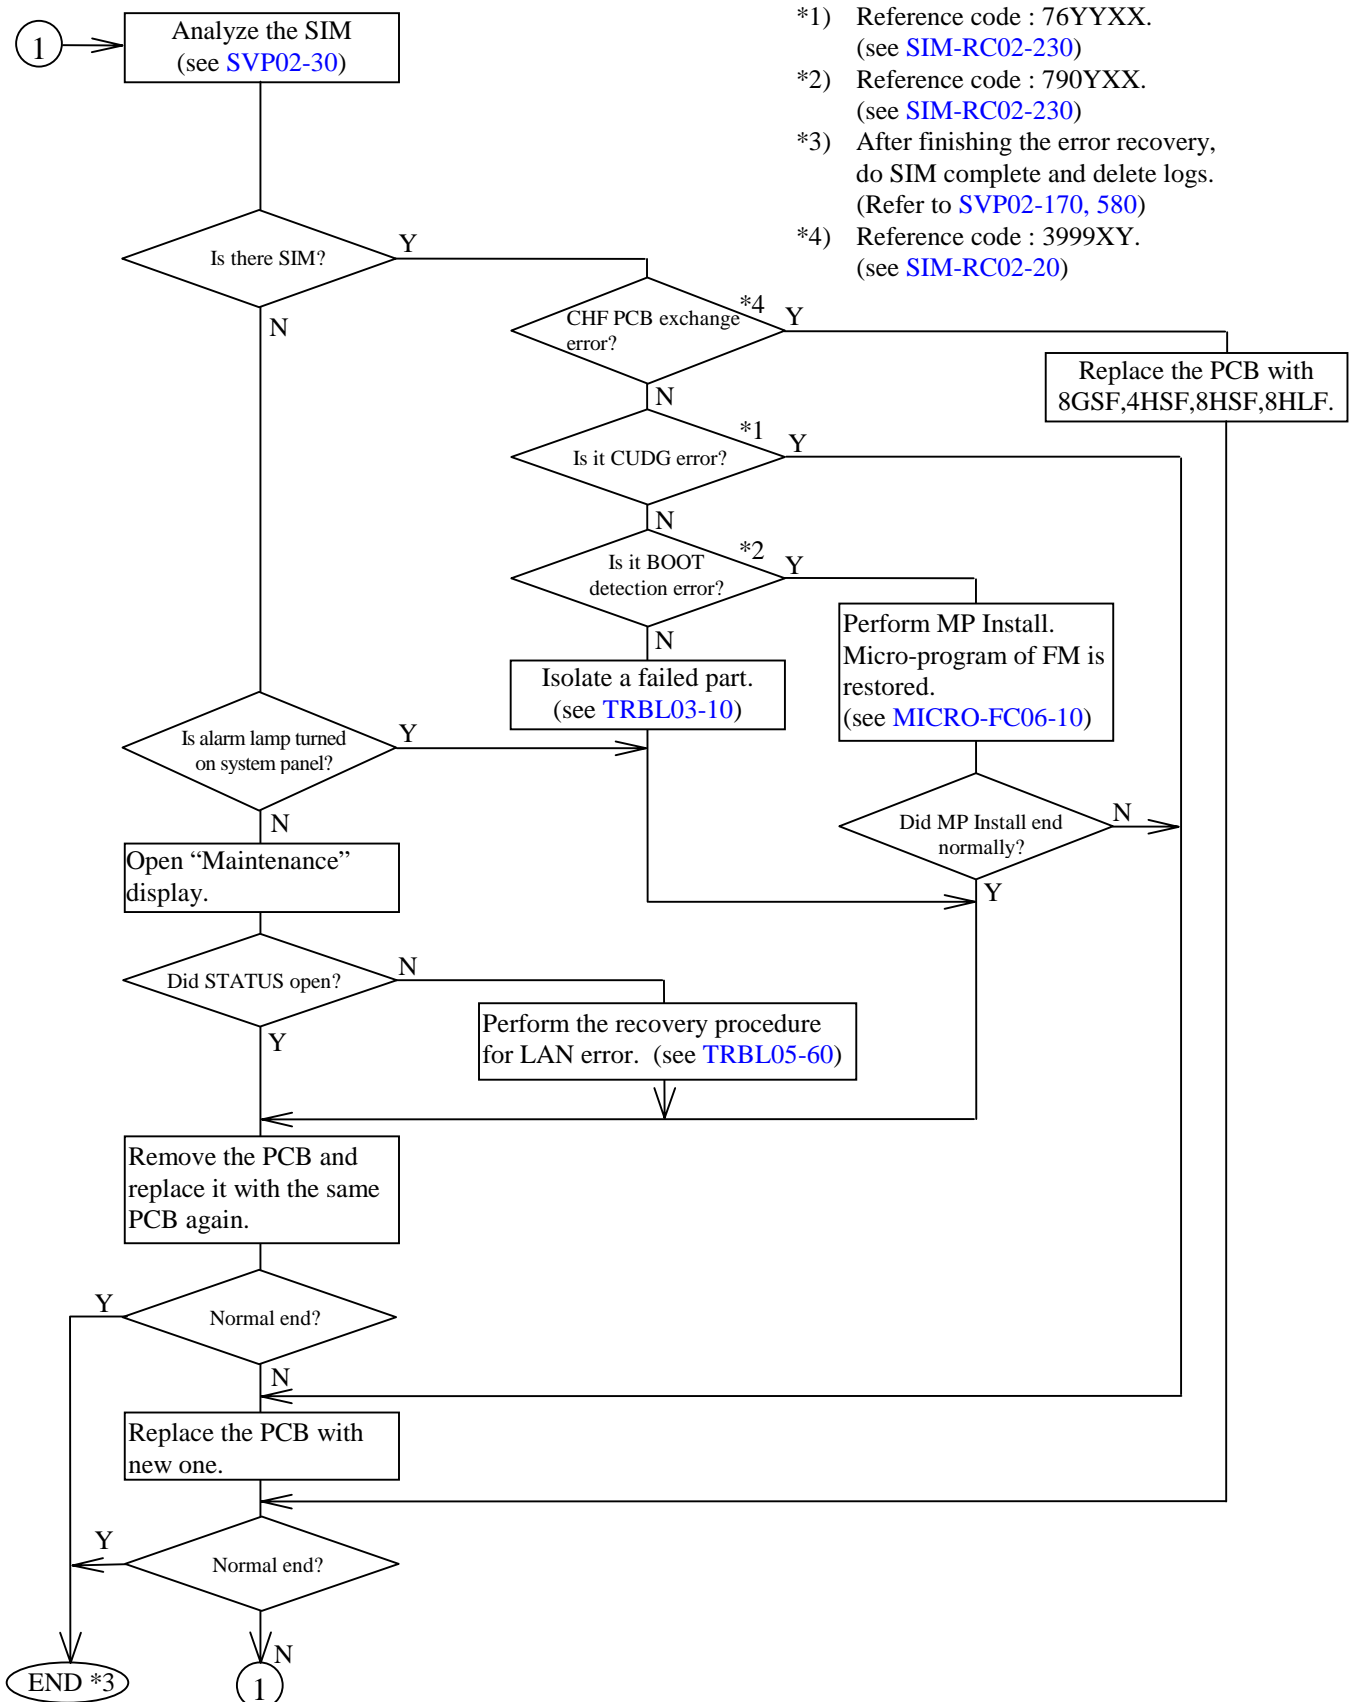 1
Analyze the SIM
(see SVP02-30)
*1) Reference code : 76YYXX.
(see SIM-RC02-230)
*2) Reference code : 790YXX.
(see SIM-RC02-230)
*3) After finishing the error recovery,
do SIM complete and delete logs.
(Refer to SVP02-170, 580)
*4) Reference code : 3999XY.
(see SIM-RC02-20)
Is there SIM?
Y
N
CHF PCB exchange
error?
*4
Y
N
Replace the PCB with
8GSF,4HSF,8HSF,8HLF.
Is it CUDG error?
*1
Y
N
Is it BOOT
detection error?
*2
Y
N
Perform MP Install.
Micro-program of FM is
restored.
(see MICRO-FC06-10)
Isolate a failed part.
(see TRBL03-10)
Is alarm lamp turned
on system panel?
Y
N
Did MP Install end
normally?
N
Y
Open “Maintenance”
display.
Did STATUS open?
N
Y
Perform the recovery procedure
for LAN error. (see TRBL05-60)
Remove the PCB and
replace it with the same
PCB again.
Y
Normal end?
N
Replace the PCB with
new one.
Y
Normal end?
N
END *3
1